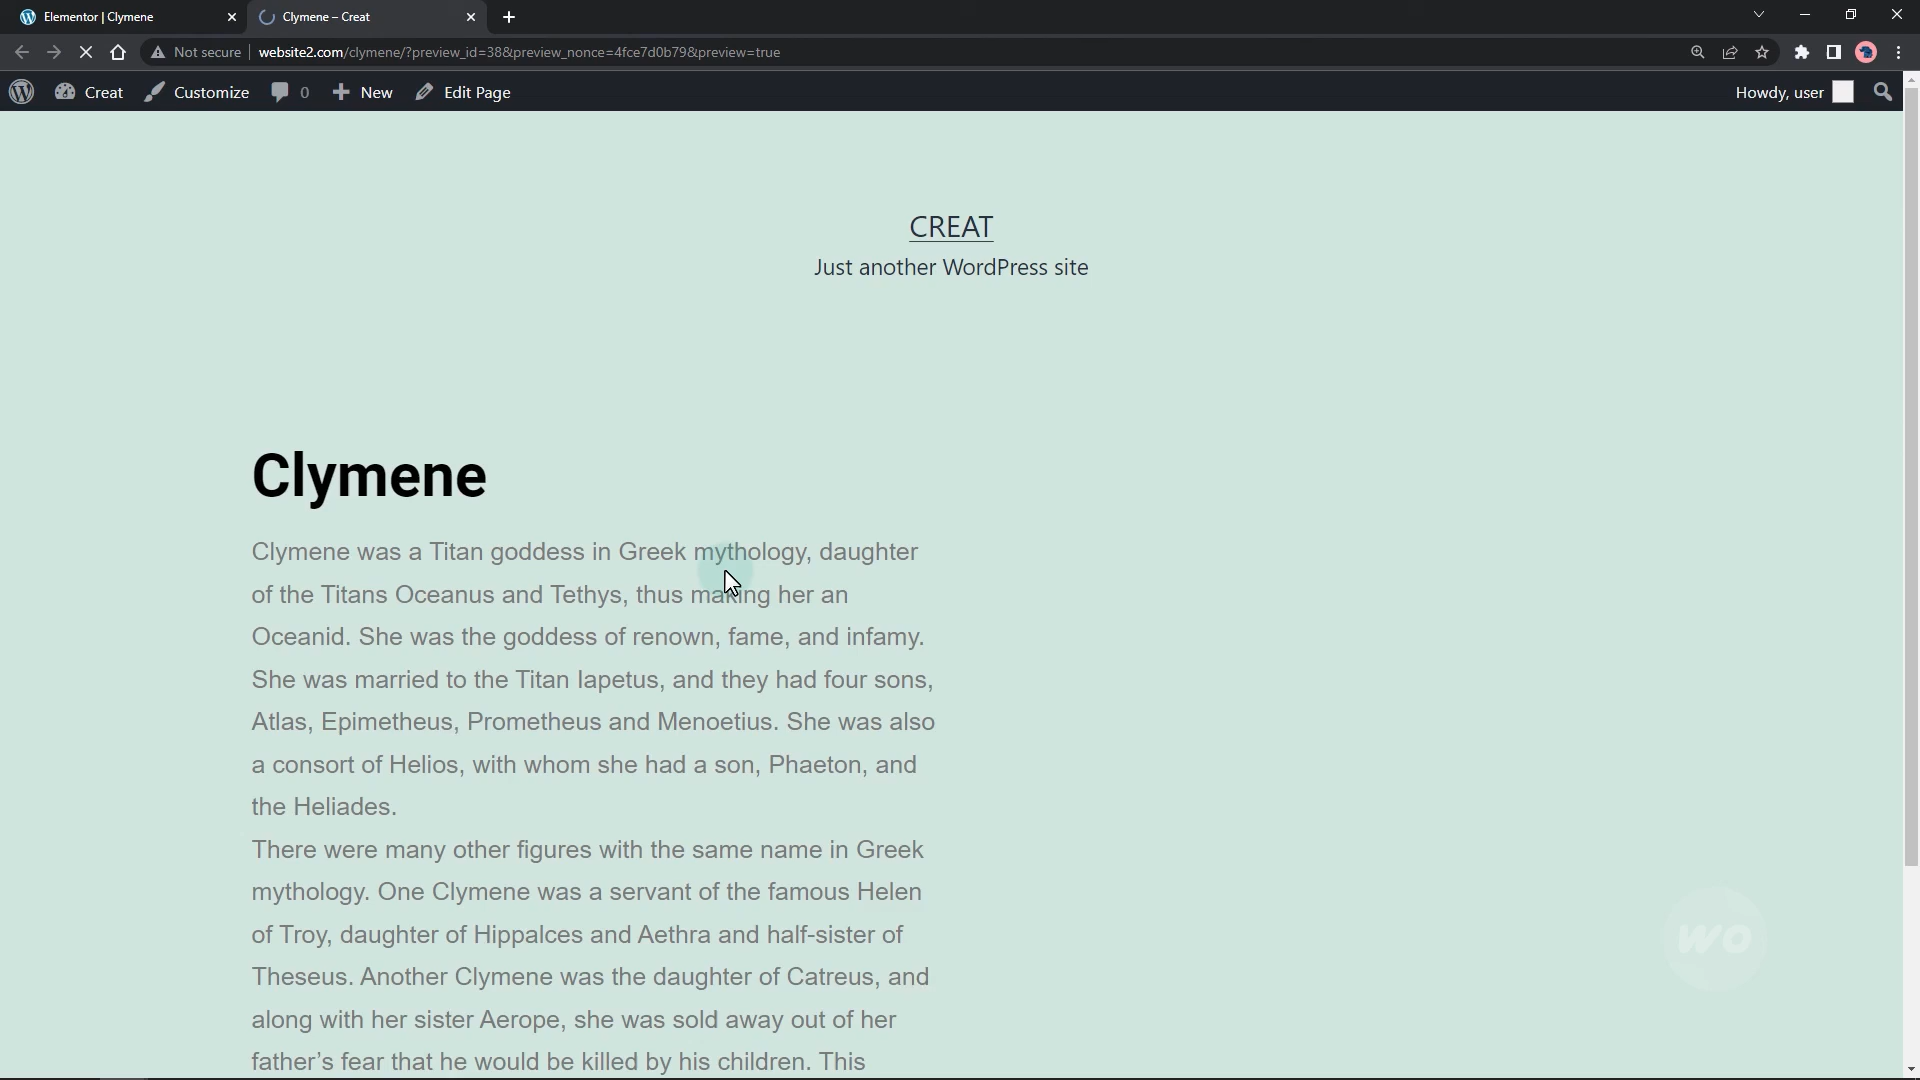 Elementor | Clymene
Clymene – Creat
Not secure
website2.com/clymene/?preview_id=38&preview_nonce=4fce7d0b79&preview=true
Creat
Customize
0
New
Edit Page
Howdy, user
CREAT
Just another WordPress site
Clymene
Clymene was a Titan goddess in Greek mythology, daughter
of the Titans Oceanus and Tethys, thus making her an
Oceanid. She was the goddess of renown, fame, and infamy.
She was married to the Titan Iapetus, and they had four sons,
Atlas, Epimetheus, Prometheus and Menoetius. She was also
a consort of Helios, with whom she had a son, Phaeton, and
the Heliades.
There were many other figures with the same name in Greek
mythology. One Clymene was a servant of the famous Helen
of Troy, daughter of Hippalces and Aethra and half-sister of
Theseus. Another Clymene was the daughter of Catreus, and
along with her sister Aerope, she was sold away out of her
father’s fear that he would be killed by his children. This
wo